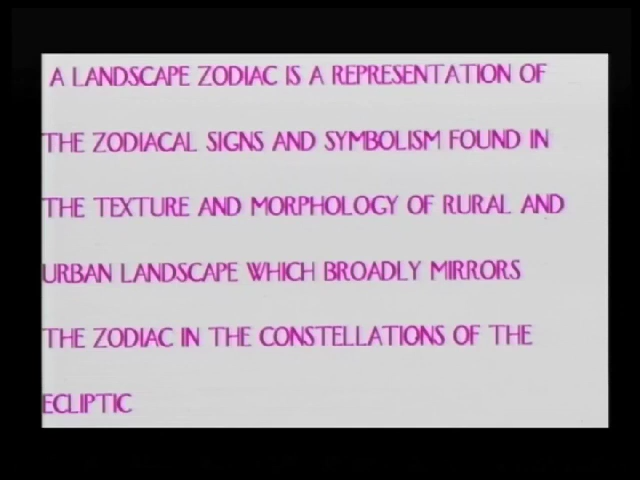 A LANDSCAPE ZODIAC IS A REPRESENTATION OF
THE ZODIACAL SIGNS AND SYMBOLISM FOUND IN
THE TEXTURE AND MORPHOLOGY OF RURAL AND
URBAN LANDSCAPE WHICH BROADLY MIRRORS
THE ZODIAC IN THE CONSTELLATIONS OF THE
ECLIPTIC